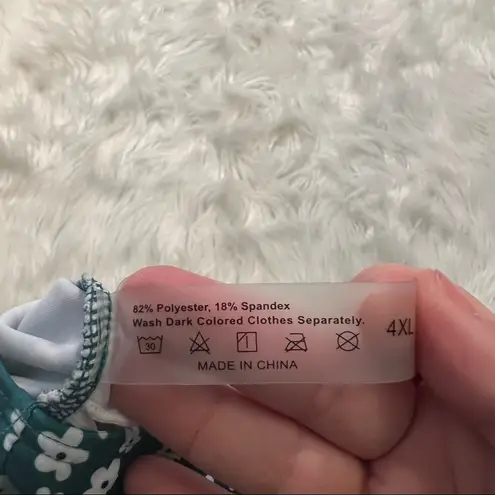 82% Polyester, 18% Spandex
Wash Dark Colored Clothes Separately.
30
MADE IN CHINA
4XL